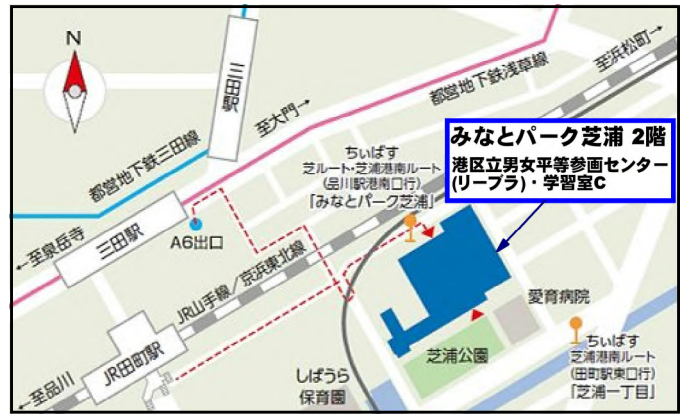 N
三田駅
至浜松町→
都営地下鉄浅草線
至大門→
都営地下鉄三田線
みなとパーク芝浦 2階
港区立男女平等参画センター
(リーブラ)・学習室C
ちぃばす
芝ルート・芝浦港南ルート
(品川駅港南口行)
「みなとパーク芝浦」
←至泉岳寺
三田駅
A6出口
JR山手線/京浜東北線
愛育病院
JR田町駅
←至品川
芝浦公園
しばうら
保育園
ちぃばす
芝浦港南ルート
(田町駅東口行)
「芝浦一丁目」